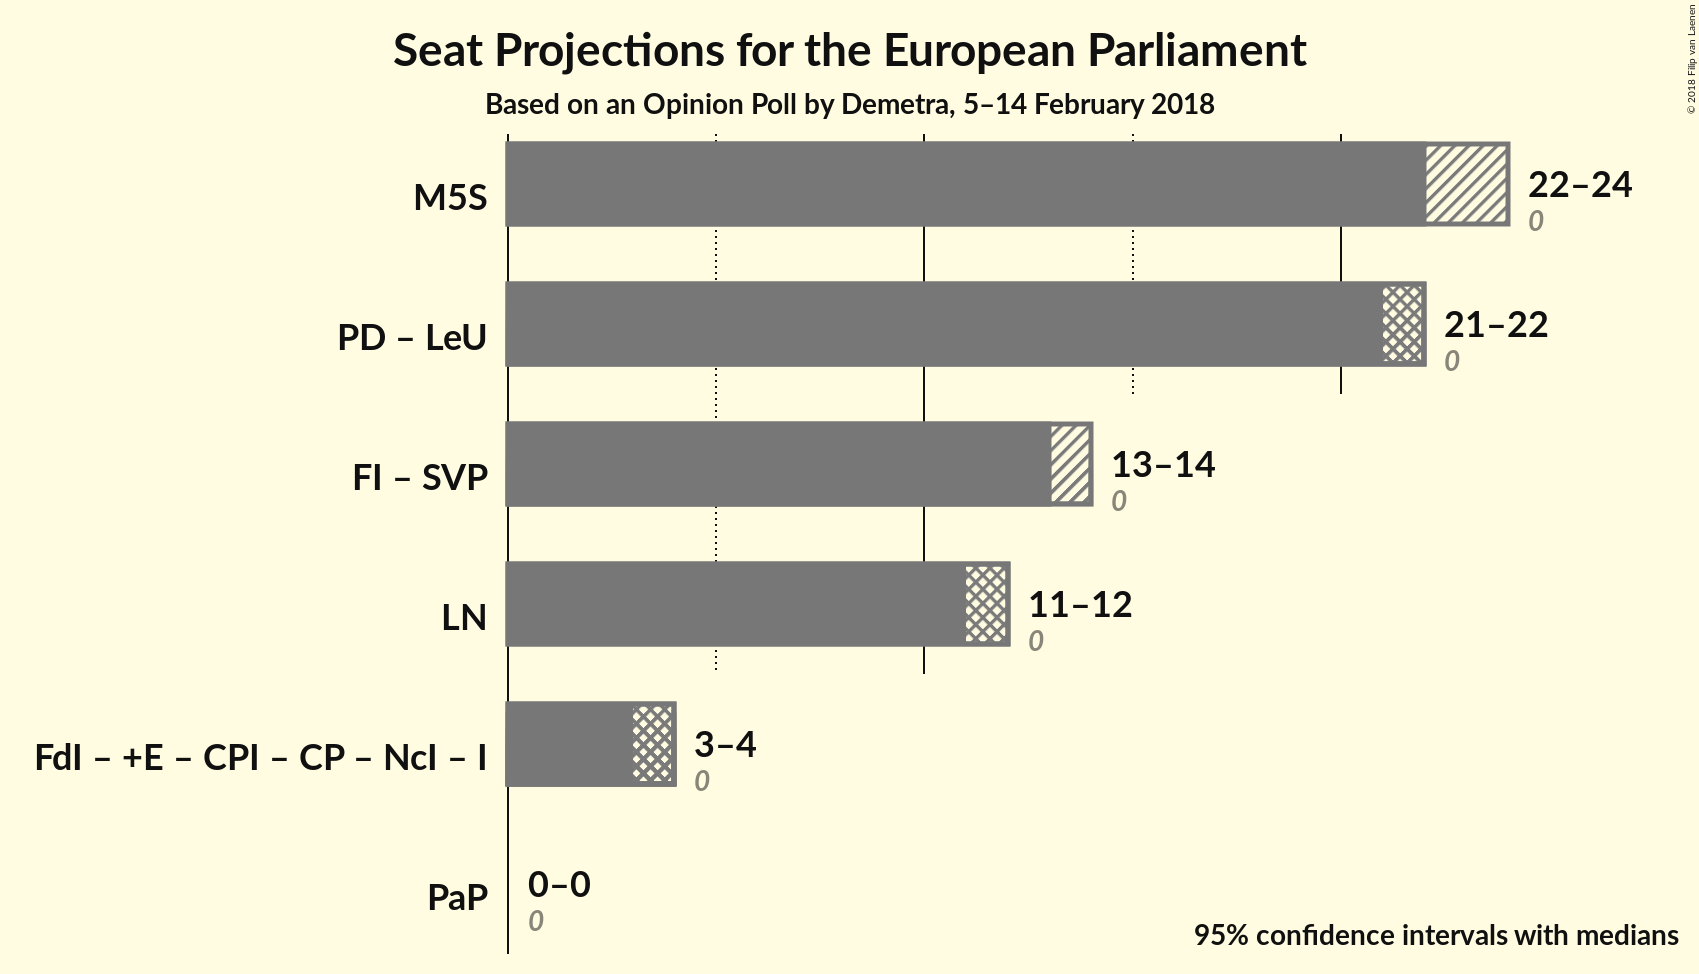 Seat Projections for the European Parliament
Based on an Opinion Poll by Demetra, 5–14 February 2018
© 2018 Filip van Laenen
M5S
22–24
0
PD – LeU
21–22
0
FI – SVP
13–14
0
LN
11–12
0
FdI – +E – CPI – CP – NcI – I
3–4
0
PaP
0–0
0
95% confidence intervals with medians